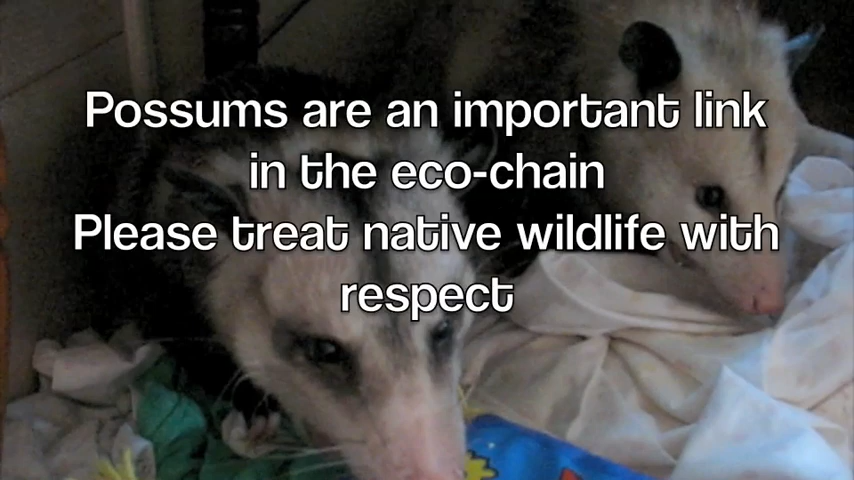 Possums are an important link
in the eco-chain
Please treat native wildlife with
respect